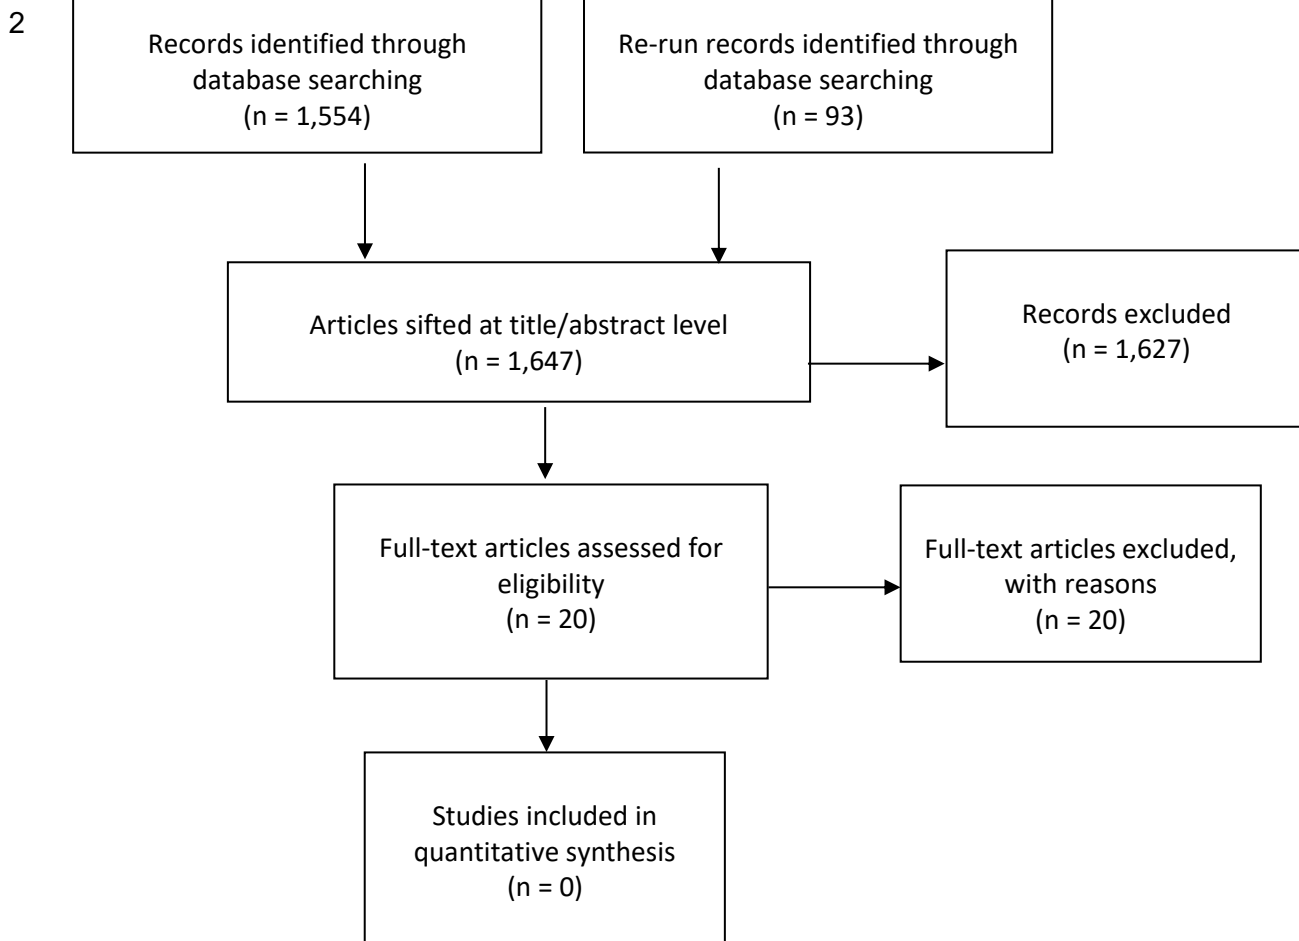 2
Records identified through
database searching
(n = 1,554)
Re-run records identified through
database searching
(n = 93)
Articles sifted at title/abstract level
(n = 1,647)
Records excluded
(n = 1,627)
Full-text articles assessed for
eligibility
(n = 20)
Full-text articles excluded,
with reasons
(n = 20)
Studies included in
quantitative synthesis
(n = 0)